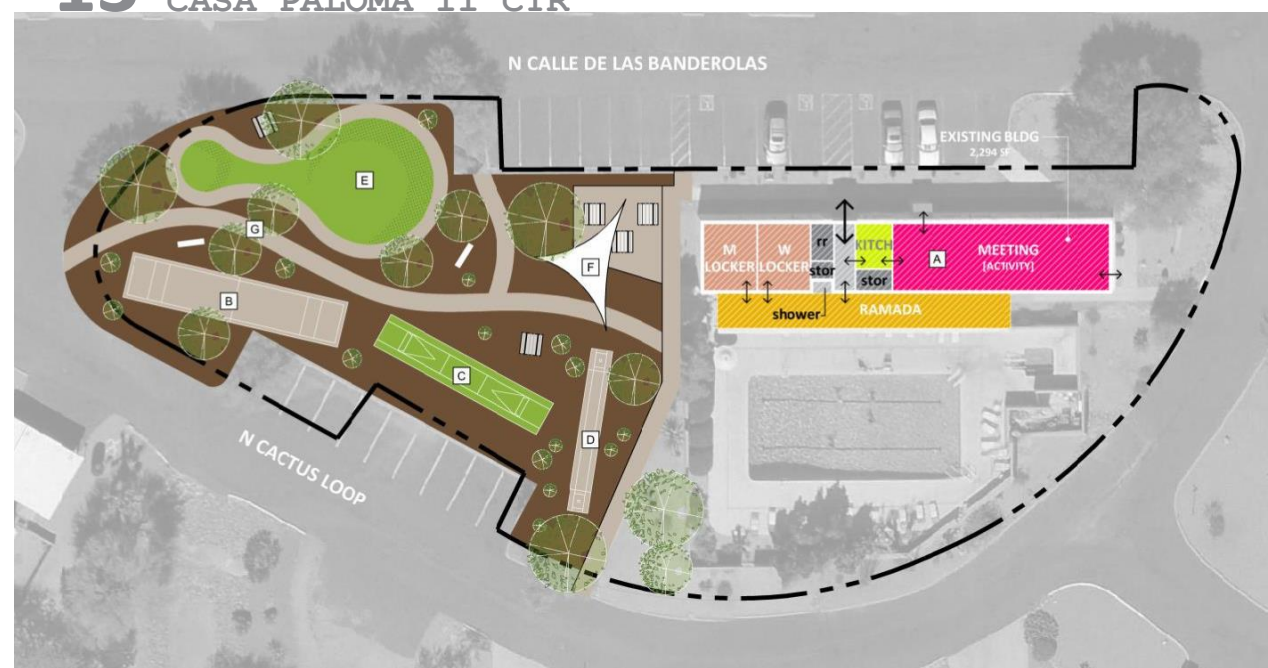 15 CASA PALOMA II CTR
N CALLE DE LAS BANDEROLAS
EXISTING BLDG
2,294 SF
E
G
F
B
C
D
M
LOCKER
W
LOCKER
rr
stor
KITCH
stor
A
MEETING
[ACTIVITY]
shower
RAMADA
N CACTUS LOOP